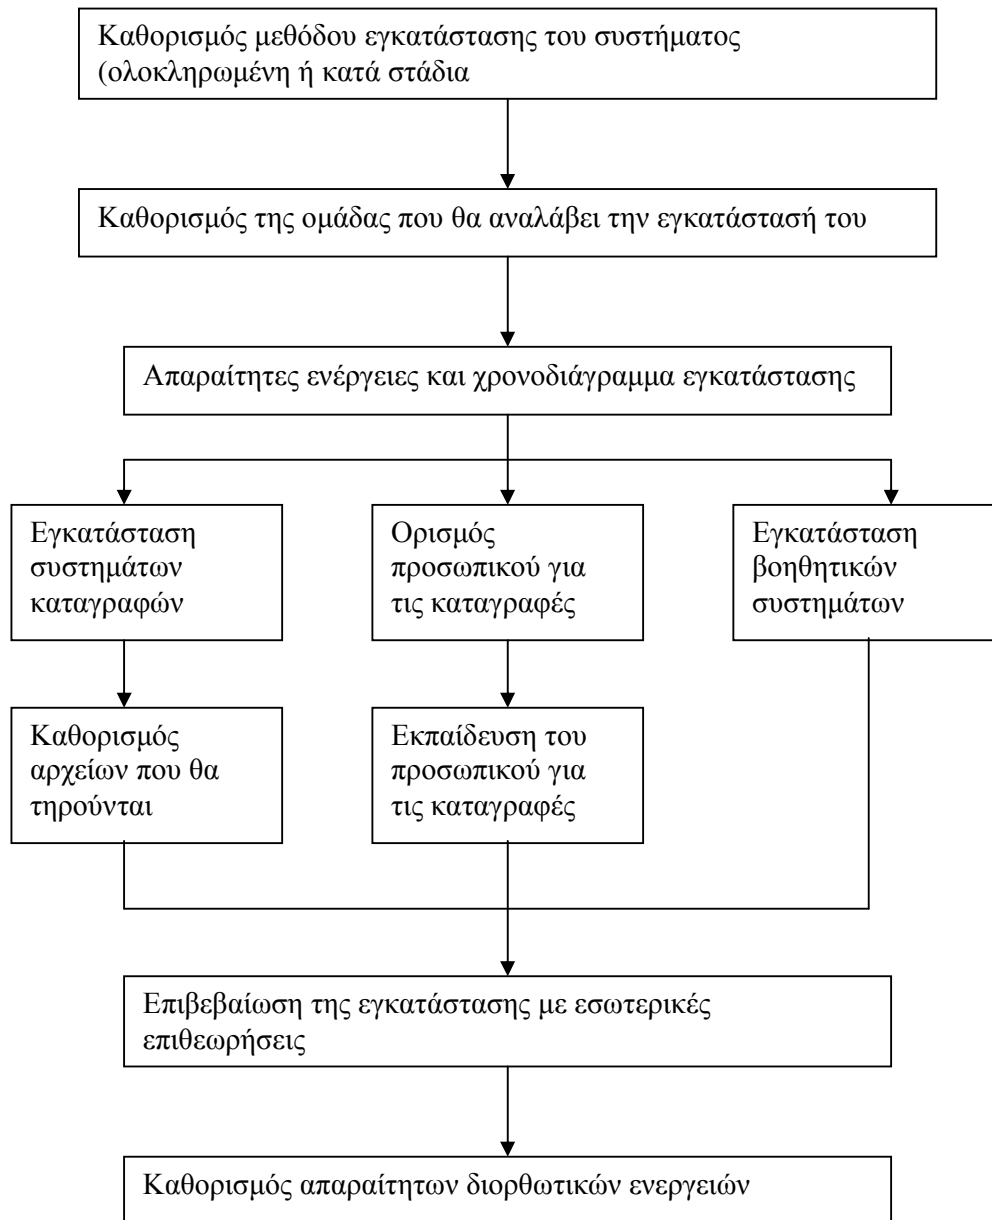 Καθορισμός μεθόδου εγκατάστασης του συστήματος
(ολοκληρωμένη ή κατά στάδια
Καθορισμός της ομάδας που θα αναλάβει την εγκατάστασή του
Απαραίτητες ενέργειες και χρονοδιάγραμμα εγκατάστασης
Εγκατάσταση
συστημάτων
καταγραφών
Ορισμός
προσωπικού για
τις καταγραφές
Εγκατάσταση
βοηθητικών
συστημάτων
Καθορισμός
αρχείων που θα
τηρούνται
Εκπαίδευση του
προσωπικού για
τις καταγραφές
Επιβεβαίωση της εγκατάστασης με εσωτερικές
επιθεωρήσεις
Καθορισμός απαραίτητων διορθωτικών ενεργειών